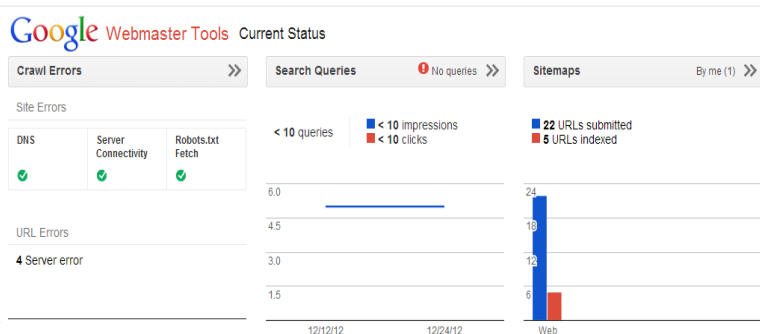 Google Webmaster Tools Current Status
Crawl Errors
Site Errors
DNS
Server Connectivity
Robots.txt Fetch
URL Errors
4 Server error
Search Queries
No queries
< 10 queries
< 10 impressions
< 10 clicks
6.0
4.5
3.0
1.5
12/12/12 12/24/12
Sitemaps
By me (1)
22 URLs submitted
5 URLs indexed
24
18
12
6
Web